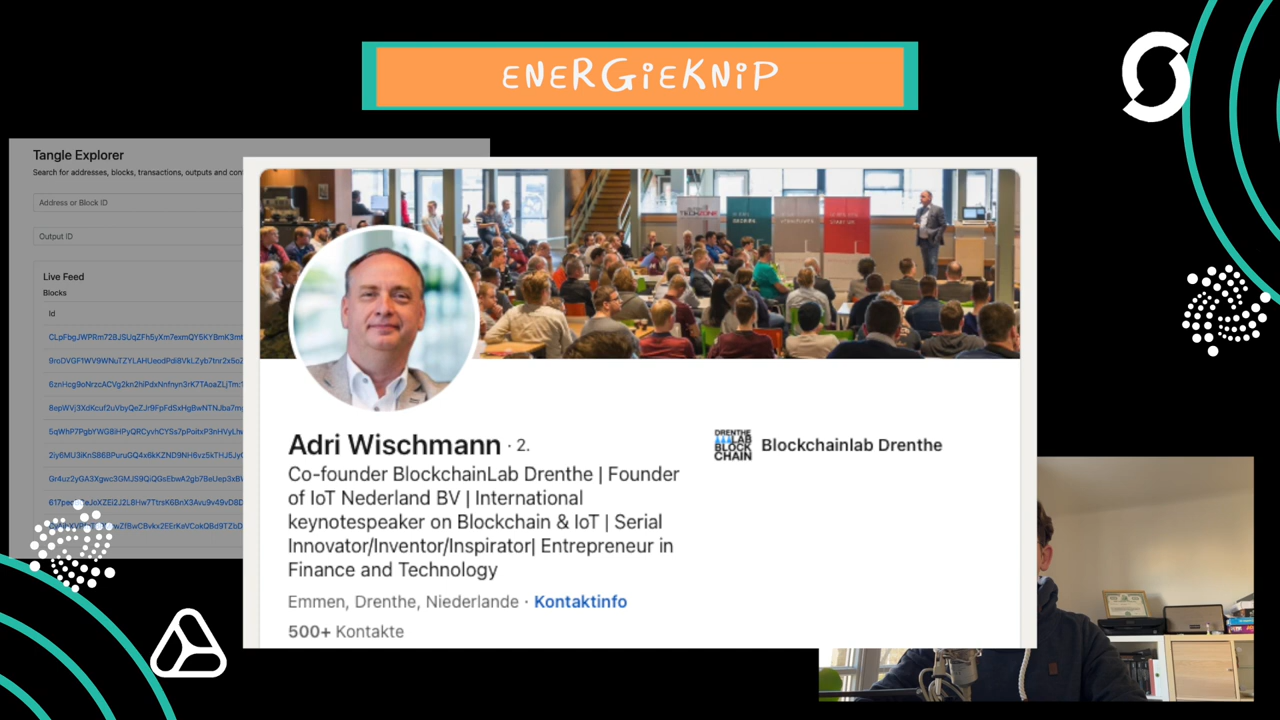 ENERGIEKNIP
Tangle Explorer
Search for addresses, blocks, transactions, outputs and
Address or Block ID
Output ID
Live Feed
Blocks
Id
Adri Wischmann · 2.
Co-founder BlockchainLab Drenthe | Founder
of IoT Nederland BV | International
keynotespeaker on Blockchain & IoT | Serial
Innovator/Inventor/Inspirator| Entrepreneur in
Finance and Technology
Emmen, Drenthe, Niederlande · Kontaktinfo
500+ Kontakte
DRENTHE
LAB
BLOCK
CHAIN
Blockchainlab Drenthe